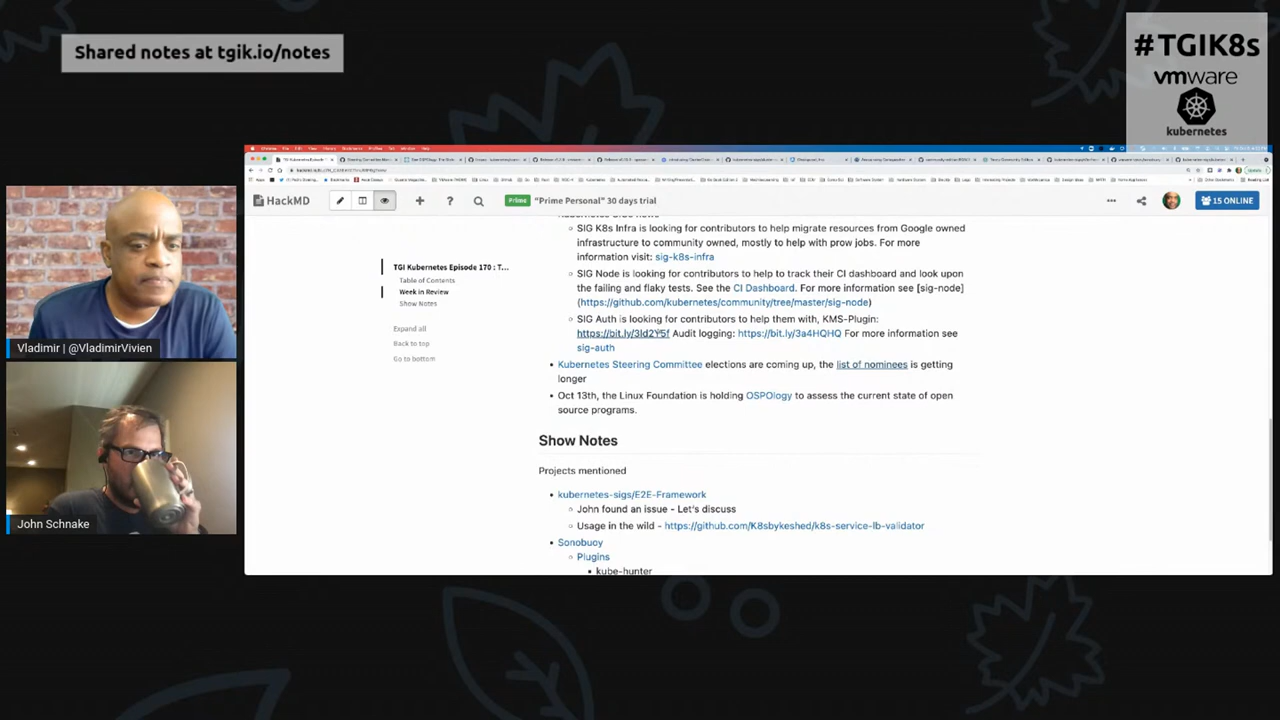 Shared notes at tgik.io/notes
#TGIK8s
vmware
kubernetes
HackMD
Prime "Prime Personal" 30 days trial
15 ONLINE
TGI Kubernetes Episode 170 : T...
Table of Contents
Week in Review
Show Notes
Expand all
Back to top
Go to bottom
SIG K8s Infra is looking for contributors to help migrate resources from Google owned
infrastructure to community owned, mostly to help with prow jobs. For more
information visit: sig-k8s-infra
SIG Node is looking for contributors to help to track their CI dashboard and look upon
the failing and flaky tests. See the CI Dashboard. For more information see [sig-node]
(https://github.com/kubernetes/community/tree/master/sig-node)
SIG Auth is looking for contributors to help them with, KMS-Plugin:
https://bit.ly/3ld2Y5f Audit logging: https://bit.ly/3a4HQHQ For more information see
sig-auth
Kubernetes Steering Committee elections are coming up, the list of nominees is getting
longer
Oct 13th, the Linux Foundation is holding OSPOlogy to assess the current state of open
source programs.
Show Notes
Projects mentioned
kubernetes-sigs/E2E-Framework
John found an issue - Let's discuss
Usage in the wild - https://github.com/K8sbykeshed/k8s-service-lb-validator
Sonobuoy
Plugins
kube-hunter
Vladimir | @VladimirVivien
John Schnake